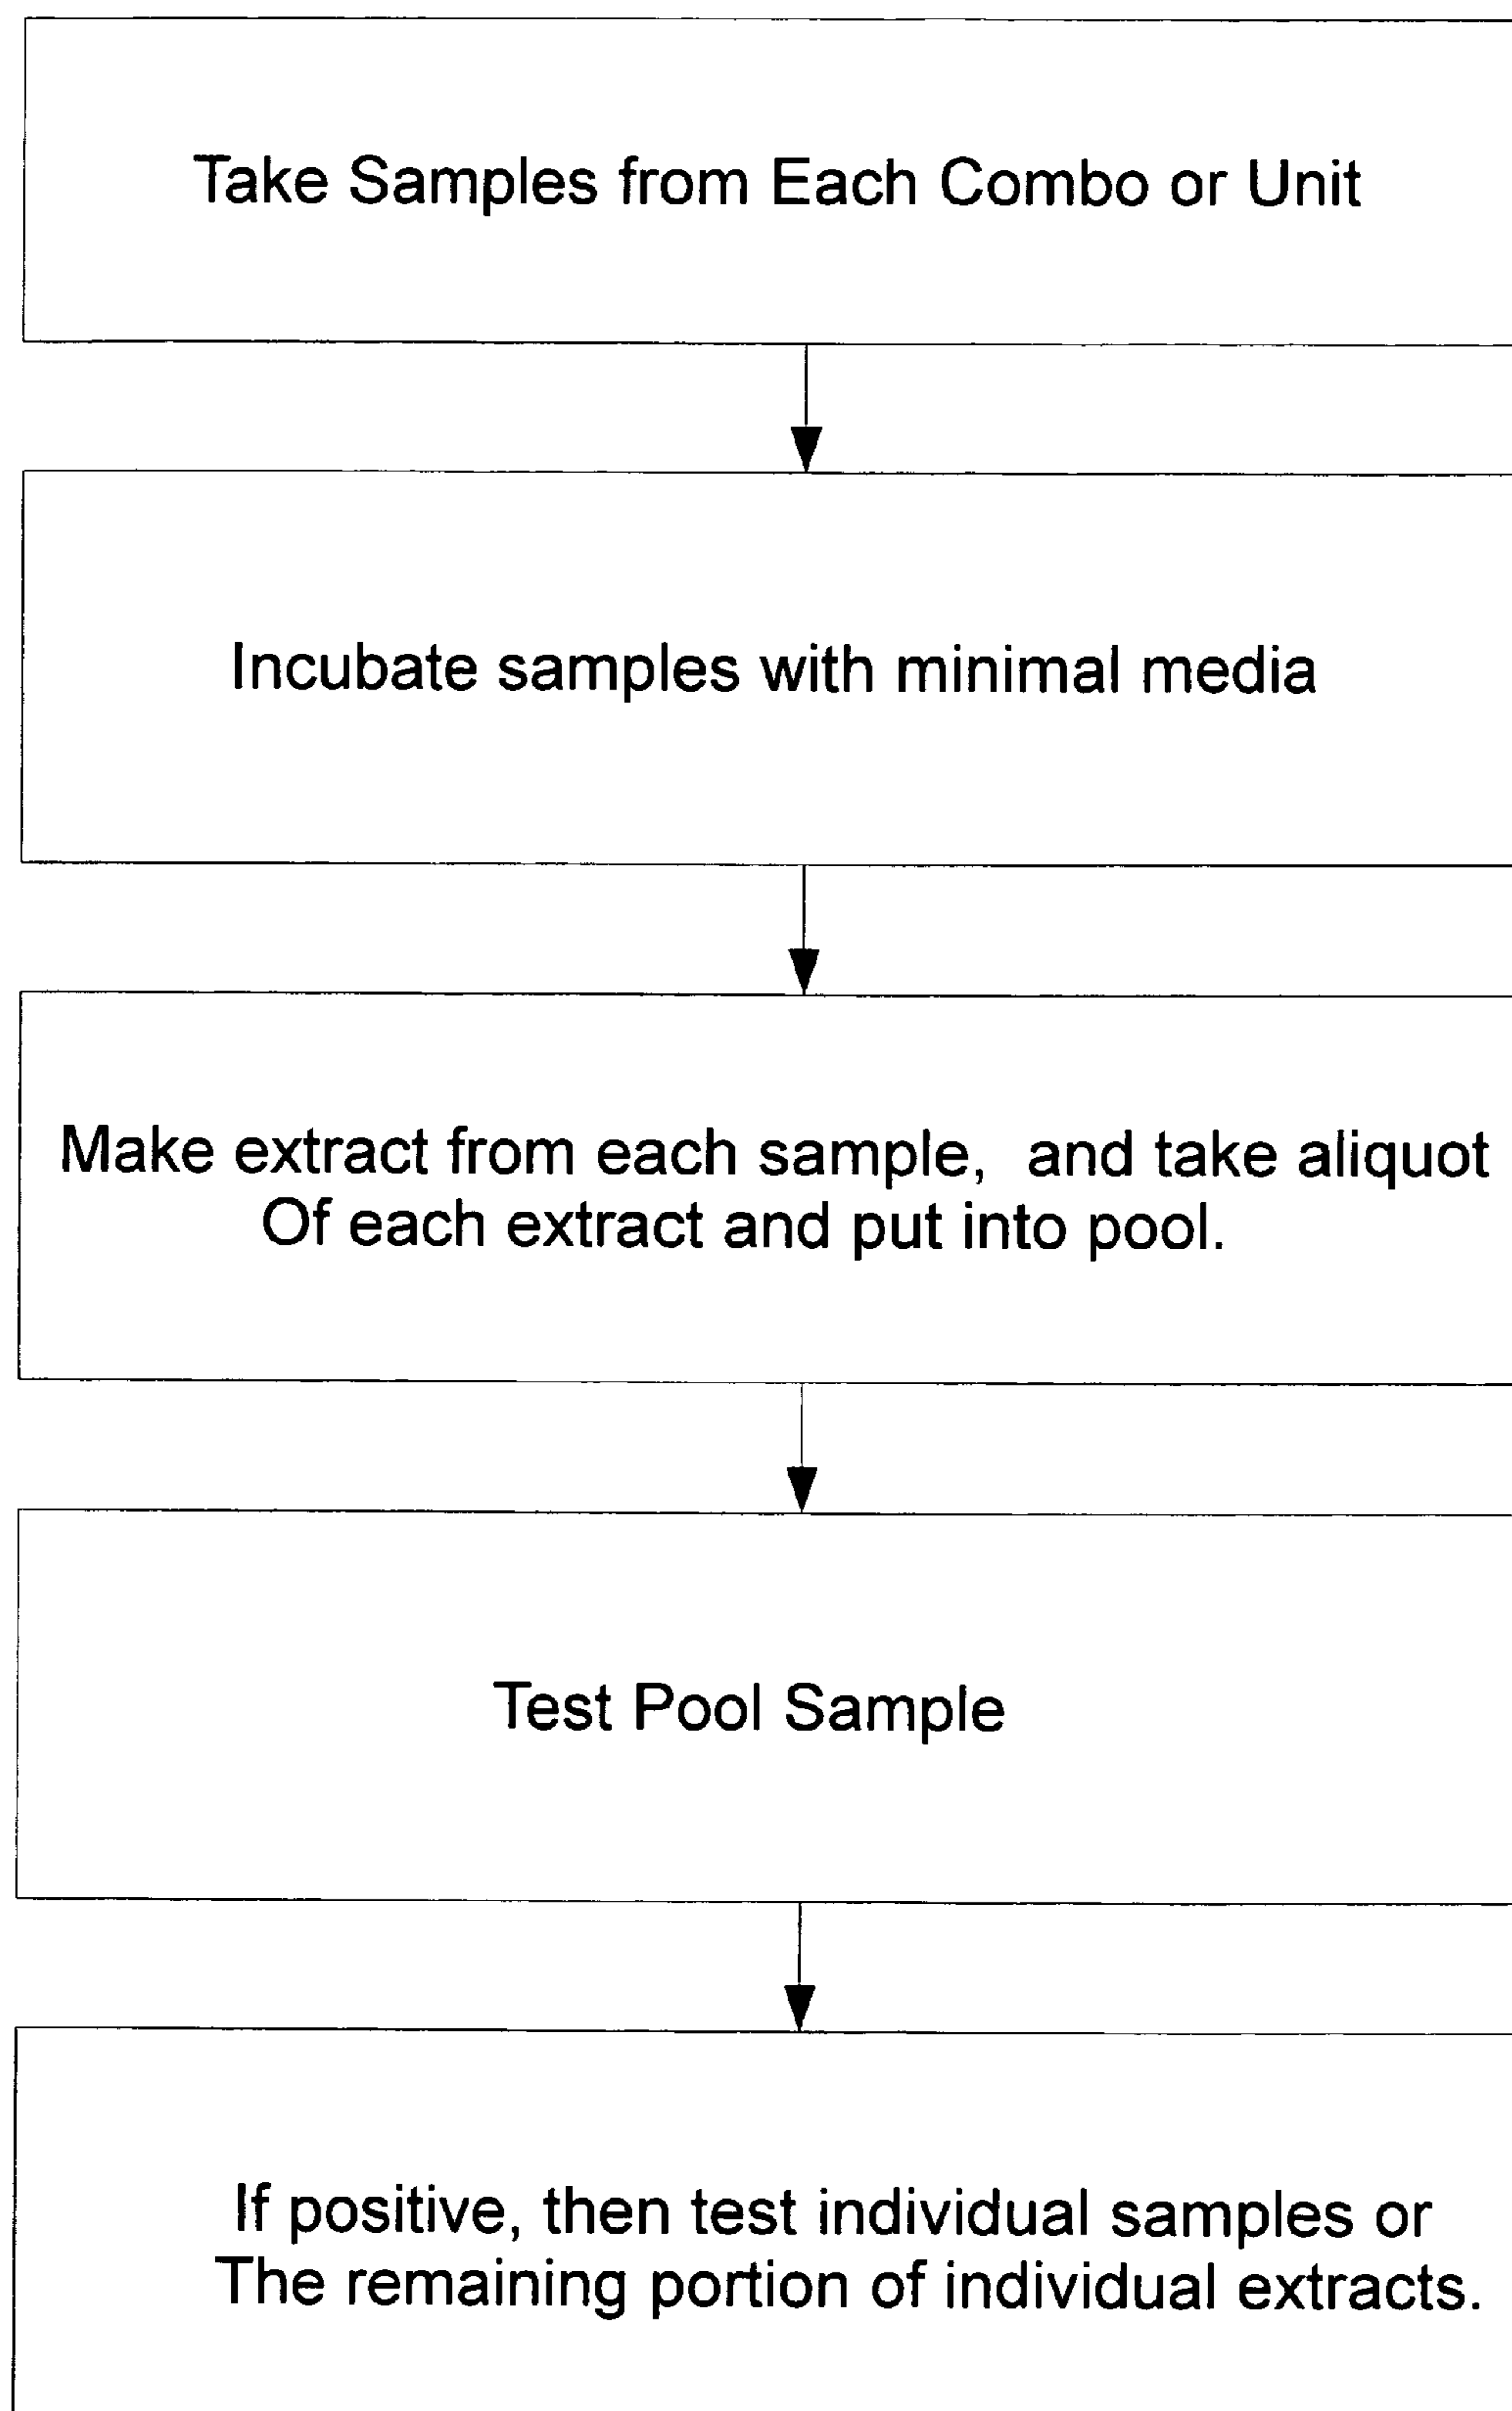 Take Samples from Each Combo or Unit
Incubate samples with minimal media
Make extract from each sample, and take aliquot
Of each extract and put into pool.
Test Pool Sample
If positive, then test individual samples or
The remaining portion of individual extracts.